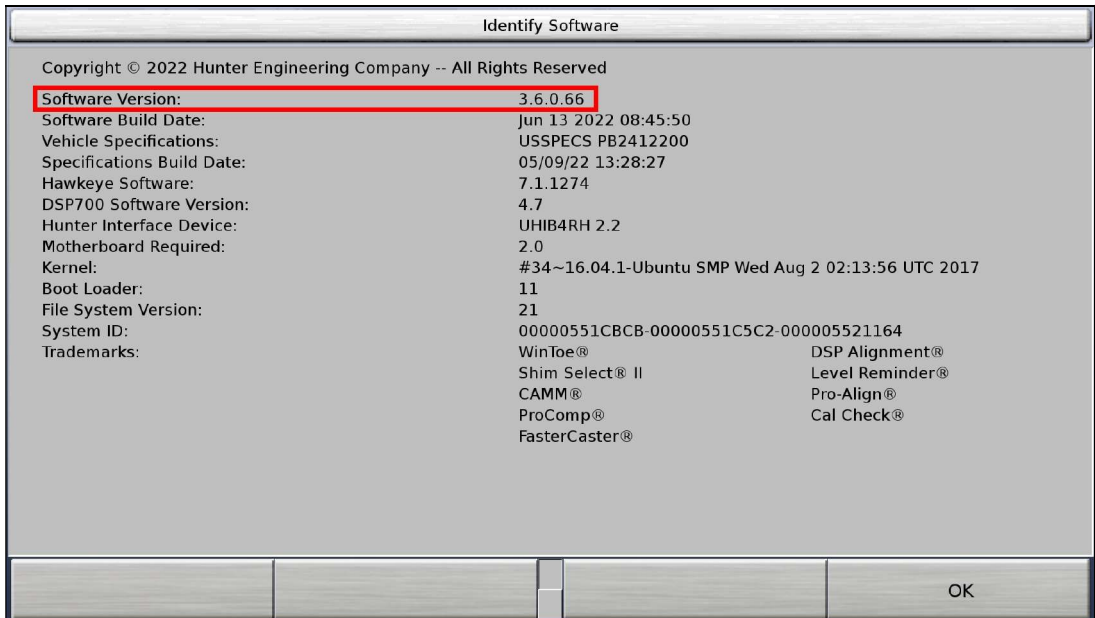 Identify Software
Copyright © 2022 Hunter Engineering Company -- All Rights Reserved
Software Version: 3.6.0.66
Software Build Date: Jun 13 2022 08:45:50
Vehicle Specifications: USSPECS PB2412200
Specifications Build Date: 05/09/22 13:28:27
Hawkeye Software: 7.1.1274
DSP700 Software Version: 4.7
Hunter Interface Device: UHIB4RH 2.2
Motherboard Required: 2.0
Kernel: #34~16.04.1-Ubuntu SMP Wed Aug 2 02:13:56 UTC 2017
Boot Loader: 11
File System Version: 21
System ID: 00000551CBCB-00000551C5C2-000005521164
Trademarks: WinToe® DSP Alignment®
Shim Select® II Level Reminder®
CAMM® Pro-Align®
ProComp® Cal Check®
FasterCaster®
OK